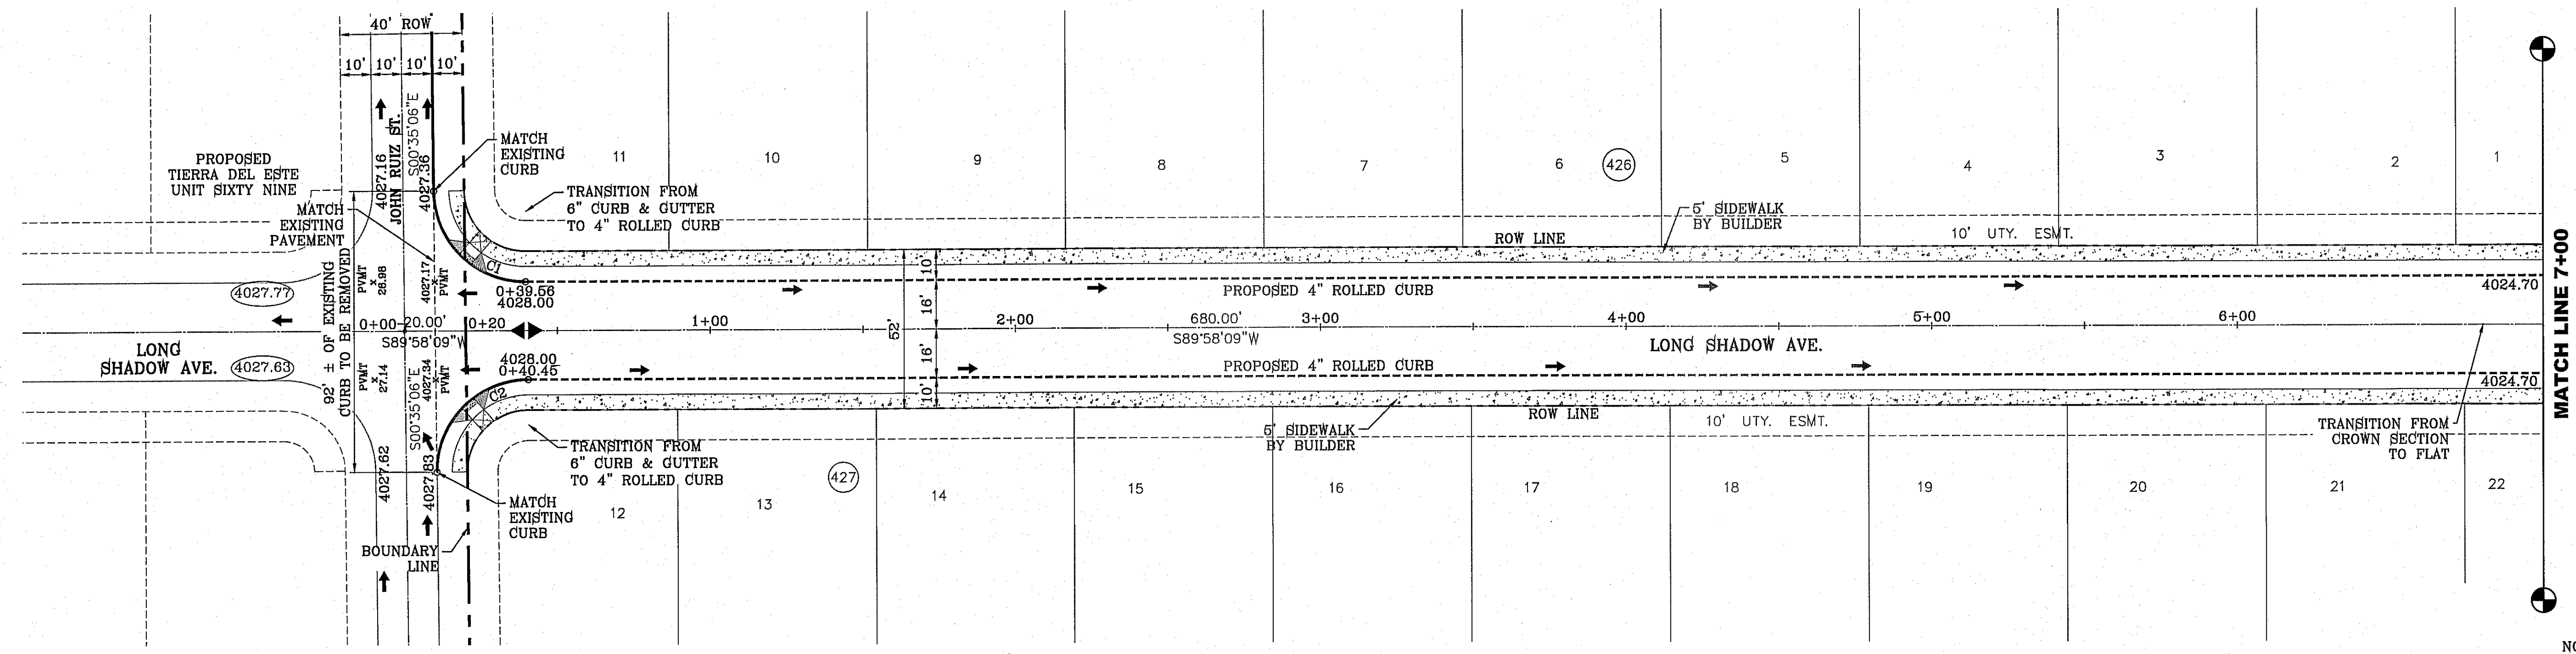 40' ROW
10' 10' 10' 10'
JOHN RUIZ ST.
S00°35'06"E
4027.16
4027.36
MATCH
EXISTING
CURB
PROPOSED
TIERRA DEL ESTE
UNIT SIXTY NINE
MATCH
EXISTING
PAVEMENT
TRANSITION FROM
6" CURB & GUTTER
TO 4" ROLLED CURB
11
10
9
8
7
6
426
5
4
3
2
1
5' SIDEWALK
BY BUILDER
ROW LINE
10' UTY. ESMT.
92' ± OF EXISTING
CURB TO BE REMOVED
PVMT
X
26.98
4027.17
X
PVMT
C1
4027.77
0+39.56
4028.00
10'
16'
52'
16'
10'
PROPOSED 4" ROLLED CURB
4024.70
0+00
20.00'
0+20
1+00
2+00
680.00'
3+00
4+00
5+00
6+00
S89°58'09"W
S89°58'09"W
LONG
SHADOW AVE.
4027.63
LONG SHADOW AVE.
4028.00
0+40.45
PROPOSED 4" ROLLED CURB
4024.70
PVMT
X
27.14
S00°35'06"E
4027.34
X
PVMT
C2
ROW LINE
10' UTY. ESMT.
5' SIDEWALK
BY BUILDER
TRANSITION FROM
CROWN SECTION
TO FLAT
TRANSITION FROM
6" CURB & GUTTER
TO 4" ROLLED CURB
427
4027.62
4027.83
MATCH
EXISTING
CURB
12
13
14
15
16
17
18
19
20
21
22
BOUNDARY
LINE
MATCH LINE 7+00